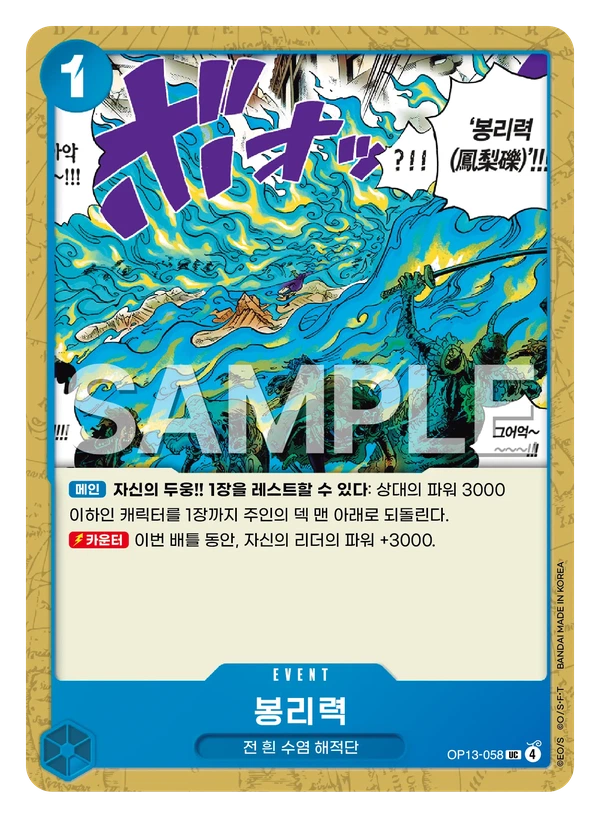 1
ボオッ
?!!
'봉리력
(鳳梨礫)'!!
악
~!!!
!!!
그어억~
~~~~!!!
SAMPLE
메인 자신의 두웅!! 1장을 레스트할 수 있다: 상대의 파워 3000
이하인 캐릭터를 1장까지 주인의 덱 맨 아래로 되돌린다.
카운터 이번 배틀 동안, 자신의 리더의 파워 +3000.
EVENT
봉리력
전 흰 수염 해적단
OP13-058 UC 4
©EO/S ©O/S·F·T BANDAI MADE IN KOREA